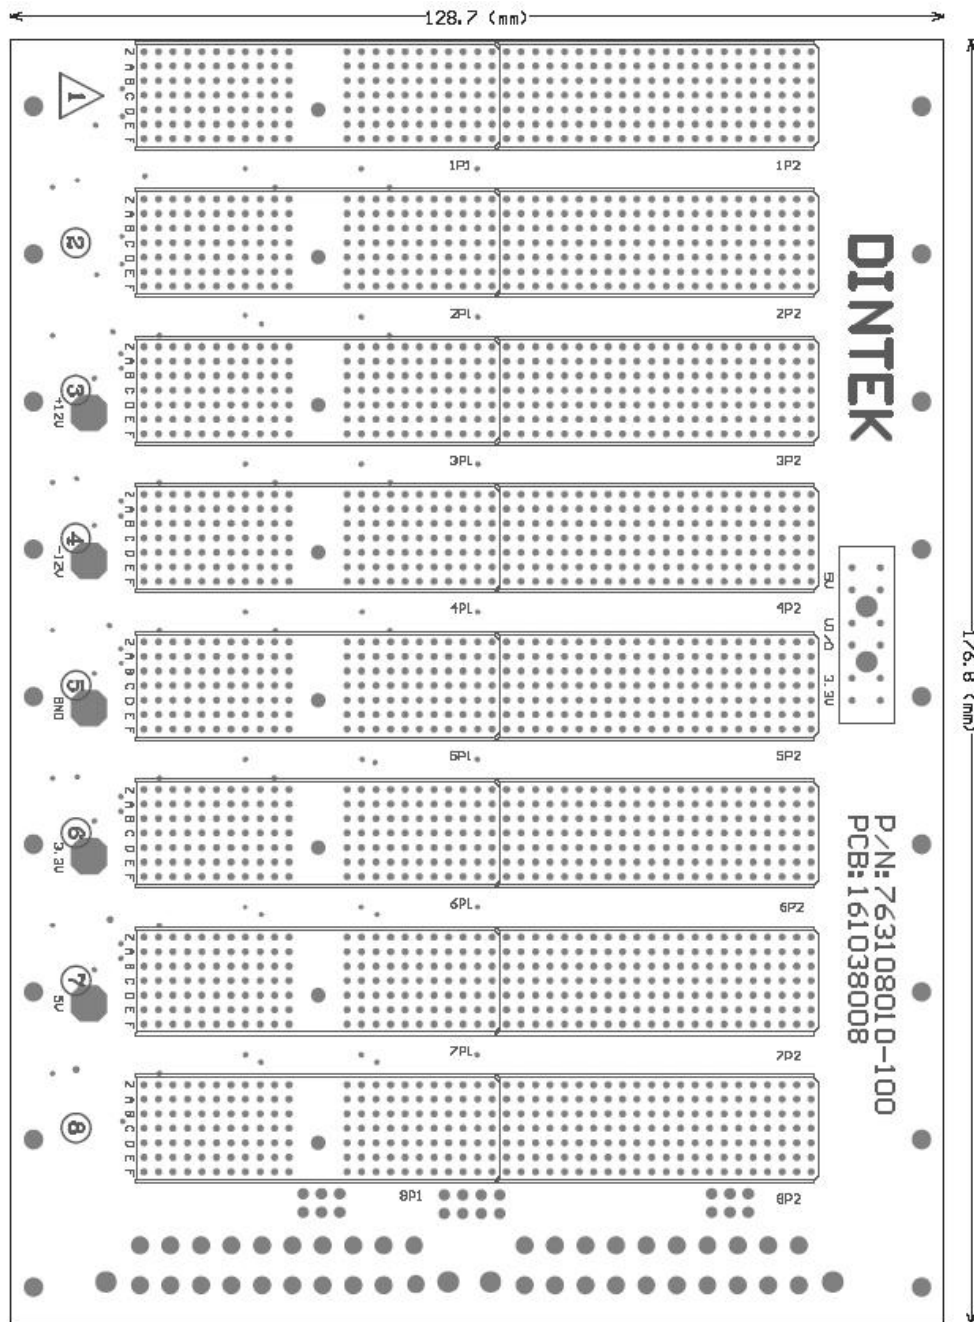 128.7 (mm)
176.8 (mm)
1
Z
A
B
C
D
E
F
1P1
1P2
2
Z
A
B
C
D
E
F
2P1
2P2
DINTEK
3
+12V
Z
A
B
C
D
E
F
3P1
3P2
4
-12V
Z
A
B
C
D
E
F
4P1
4P2
5V
V/O
3.3V
5
GND
Z
A
B
C
D
E
F
5P1
5P2
6
3.3V
Z
A
B
C
D
E
F
6P1
6P2
P/N:763108010-100
PCB:161038008
7
5V
Z
A
B
C
D
E
F
7P1
7P2
8
Z
A
B
C
D
E
F
8P1
8P2